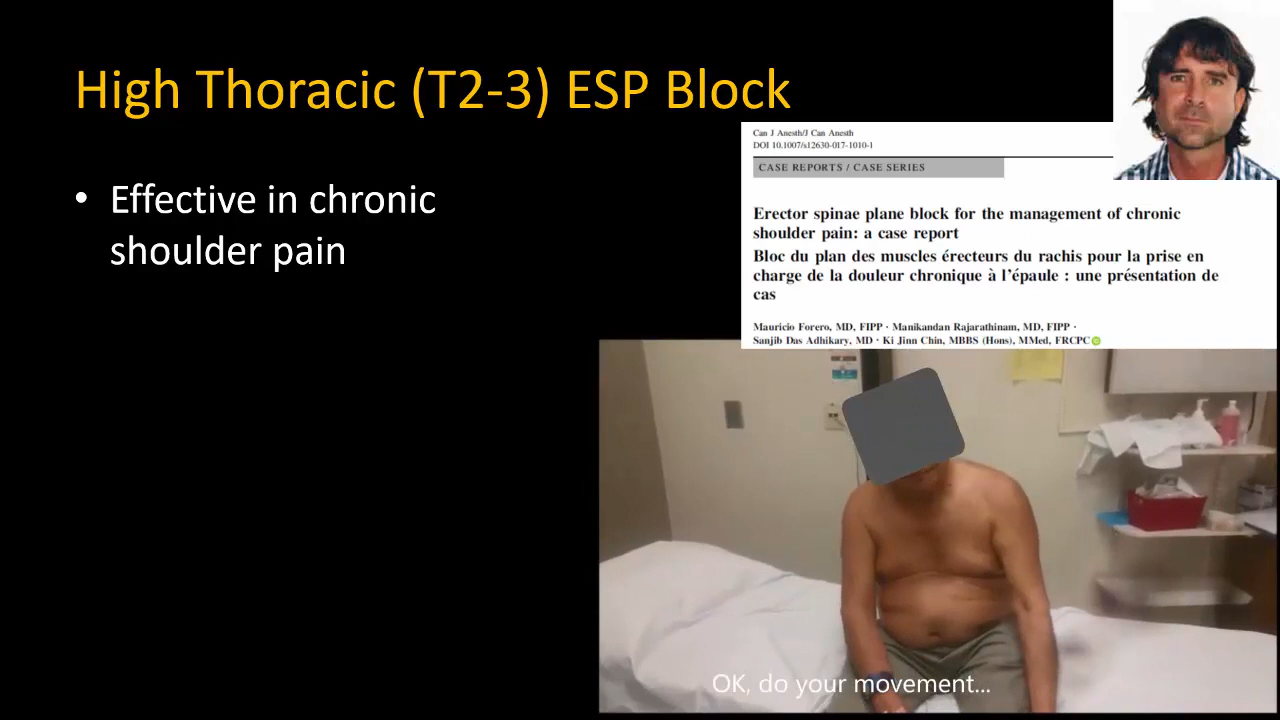 High Thoracic (T2-3) ESP Block
• Effective in chronic
shoulder pain
Can J Anesth/J Can Anesth
DOI 10.1007/s12630-017-1010-1
CASE REPORTS / CASE SERIES
Erector spinae plane block for the management of chronic
shoulder pain: a case report
Bloc du plan des muscles érecteurs du rachis pour la prise en
charge de la douleur chronique à l'épaule : une présentation de
cas
Mauricio Forero, MD, FIPP · Manikandan Rajarathinam, MD, FIPP ·
Sanjib Das Adhikary, MD · Ki Jinn Chin, MBBS (Hons), MMed, FRCPC
OK, do your movement...